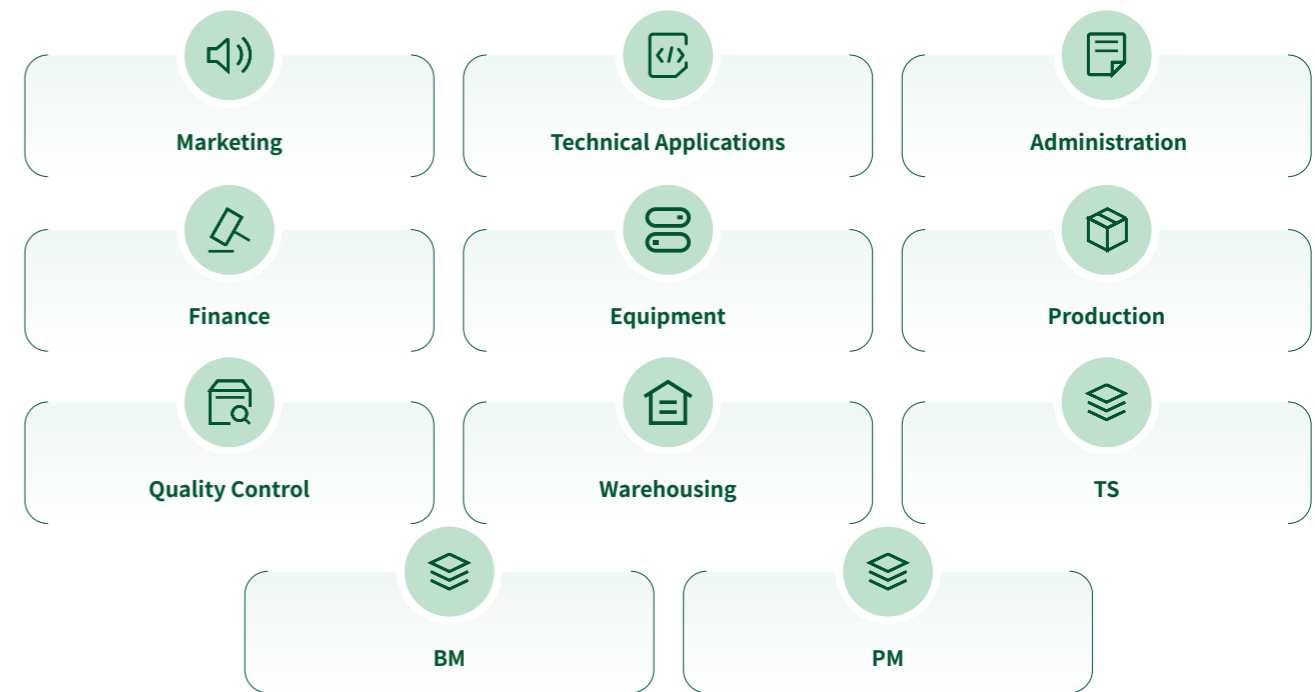 Marketing
Technical Applications
Administration
Finance
Equipment
Production
Quality Control
Warehousing
TS
BM
PM